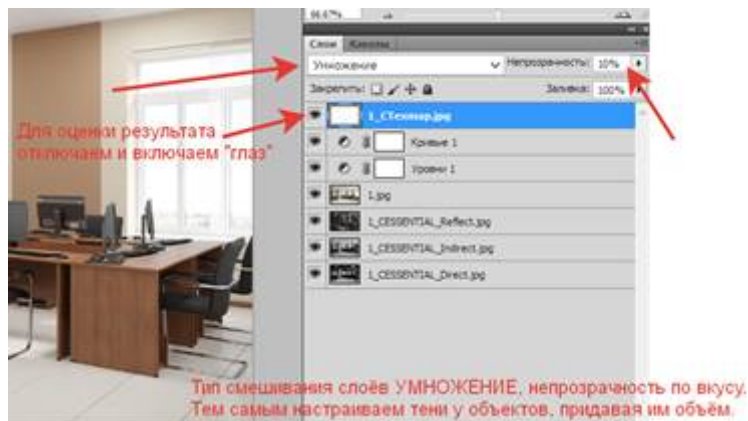 66.67%
Слои Каналы
Умножение Непрозрачность: 10%
Закрепить: Заливка: 100%
1_CTexmap.jpg
Для оценки результата
отключаем и включаем "глаз"
Кривые 1
Уровни 1
1.jpg
1_CESSENTIAL_Reflect.jpg
1_CESSENTIAL_Indirect.jpg
1_CESSENTIAL_Direct.jpg
Тип смешивания слоёв УМНОЖЕНИЕ, непрозрачность по вкусу.
Тем самым настраиваем тени у объектов, придавая им объём.